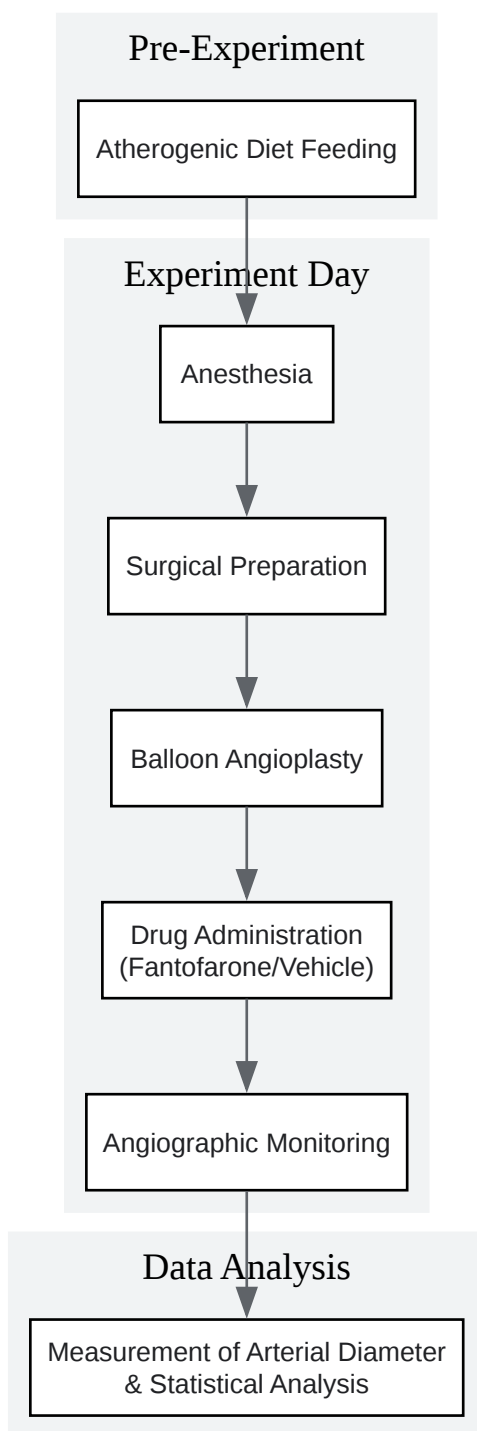 Pre-Experiment
Atherogenic Diet Feeding
Experiment Day
Anesthesia
Surgical Preparation
Balloon Angioplasty
Drug Administration
(Fantofarone/Vehicle)
Angiographic Monitoring
Data Analysis
Measurement of Arterial Diameter
& Statistical Analysis